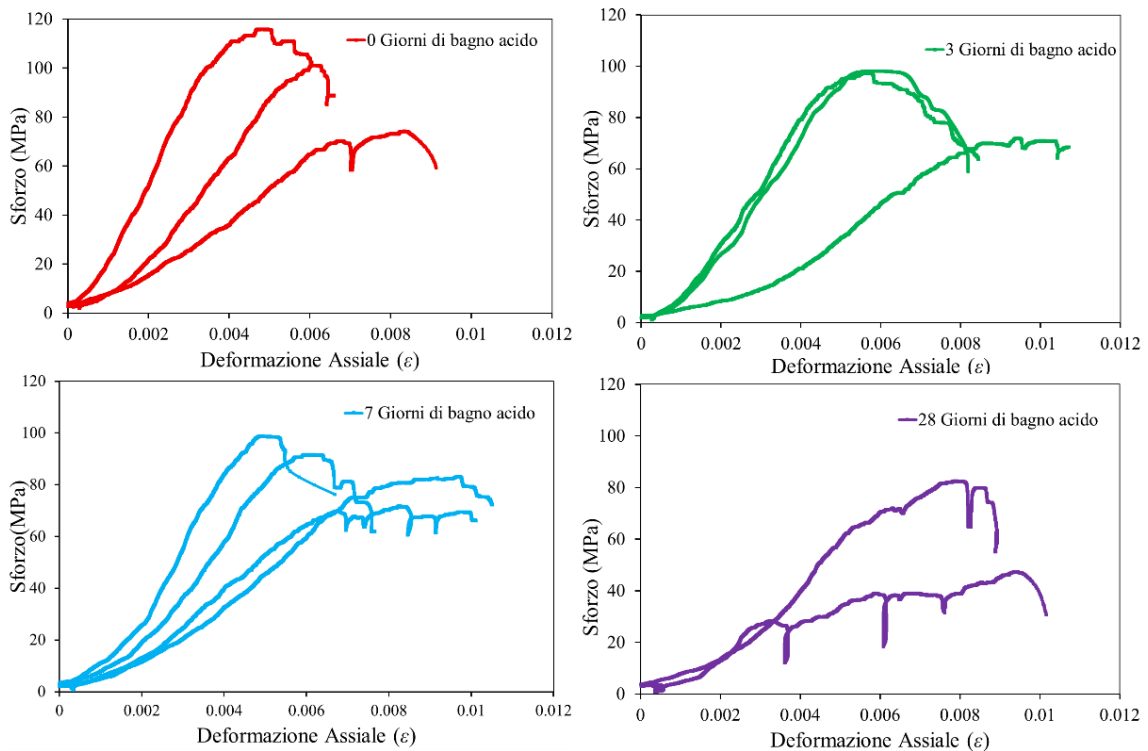 120
100
80
60
40
20
0
Sforzo (MPa)
0 Giorni di bagno acido
0 0.002 0.004 0.006 0.008 0.01 0.012
Deformazione Assiale (ε)
120
100
80
60
40
20
0
Sforzo (MPa)
3 Giorni di bagno acido
0 0.002 0.004 0.006 0.008 0.01 0.012
Deformazione Assiale (ε)
120
100
80
60
40
20
0
Sforzo(MPa)
7 Giorni di bagno acido
0 0.002 0.004 0.006 0.008 0.01 0.012
Deformazione Assiale (ε)
120
100
80
60
40
20
0
Sforzo (MPa)
28 Giorni di bagno acido
0 0.002 0.004 0.006 0.008 0.01 0.012
Deformazione Assiale (ε)